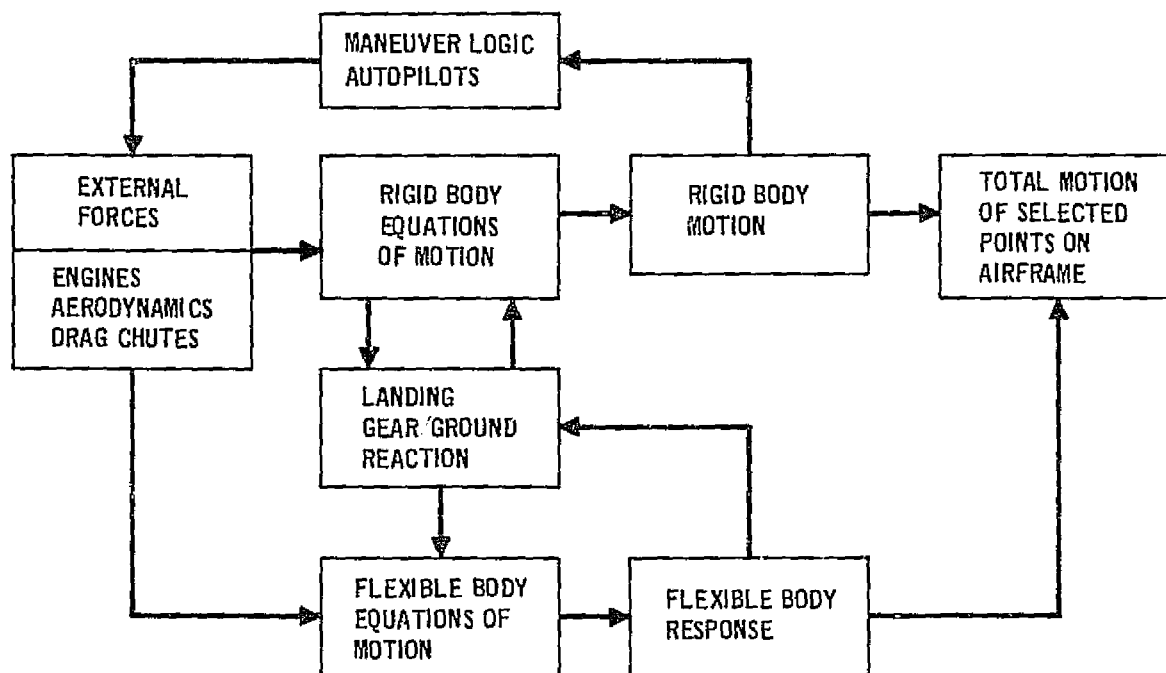 MANEUVER LOGIC
AUTOPILOTS
EXTERNAL
FORCES
ENGINES
AERODYNAMICS
DRAG CHUTES
RIGID BODY
EQUATIONS
OF MOTION
RIGID BODY
MOTION
TOTAL MOTION
OF SELECTED
POINTS ON
AIRFRAME
LANDING
GEAR/GROUND
REACTION
FLEXIBLE BODY
EQUATIONS OF
MOTION
FLEXIBLE BODY
RESPONSE